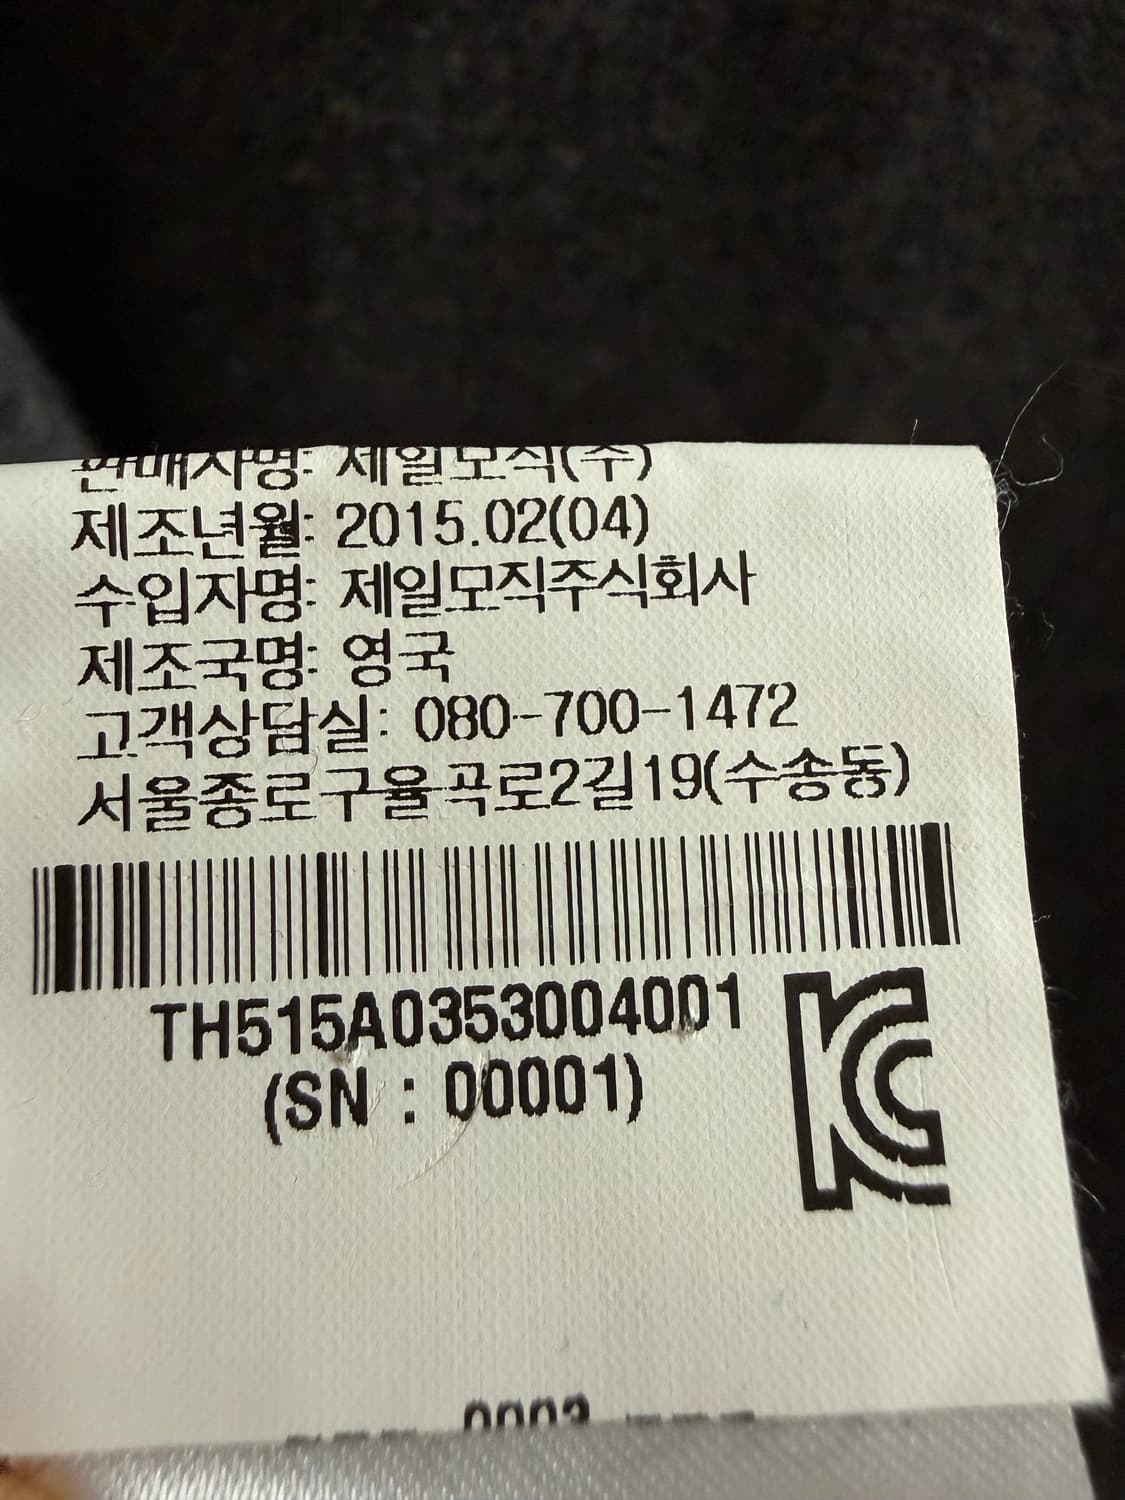 판매자명: 제일모직(주)
제조년월: 2015.02(04)
수입자명: 제일모직주식회사
제조국명: 영국
고객상담실: 080-700-1472
서울종로구율곡로2길19(수송동)
TH515A0353004001
(SN : 00001)
KC